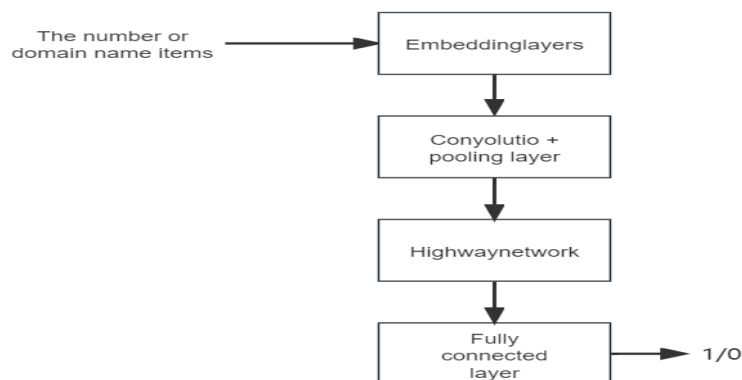 The number or
domain name items
Embeddinglayers
Conyolutio +
pooling layer
Highwaynetwork
Fully
connected
layer
1/0